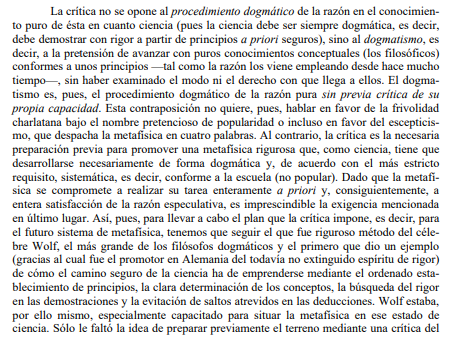 La crítica no se opone al procedimiento dogmático de la razón en el conocimien-
to puro de ésta en cuanto ciencia (pues la ciencia debe ser siempre dogmática, es decir,
debe demostrar con rigor a partir de principios a priori seguros), sino al dogmatismo, es
decir, a la pretensión de avanzar con puros conocimientos conceptuales (los filosóficos)
conformes a unos principios —tal como la razón los viene empleando desde hace mucho
tiempo—, sin haber examinado el modo ni el derecho con que llega a ellos. El dogma-
tismo es, pues, el procedimiento dogmático de la razón pura sin previa crítica de su
propia capacidad. Esta contraposición no quiere, pues, hablar en favor de la frivolidad
charlatana bajo el nombre pretencioso de popularidad o incluso en favor del escepticis-
mo, que despacha la metafísica en cuatro palabras. Al contrario, la crítica es la necesaria
preparación previa para promover una metafísica rigurosa que, como ciencia, tiene que
desarrollarse necesariamente de forma dogmática y, de acuerdo con el más estricto
requisito, sistemática, es decir, conforme a la escuela (no popular). Dado que la metafí-
sica se compromete a realizar su tarea enteramente a priori y, consiguientemente, a
entera satisfacción de la razón especulativa, es imprescindible la exigencia mencionada
en último lugar. Así, pues, para llevar a cabo el plan que la crítica impone, es decir, para
el futuro sistema de metafísica, tenemos que seguir el que fue riguroso método del céle-
bre Wolf, el más grande de los filósofos dogmáticos y el primero que dio un ejemplo
(gracias al cual fue el promotor en Alemania del todavía no extinguido espíritu de rigor)
de cómo el camino seguro de la ciencia ha de emprenderse mediante el ordenado esta-
blecimiento de principios, la clara determinación de los conceptos, la búsqueda del rigor
en las demostraciones y la evitación de saltos atrevidos en las deducciones. Wolf estaba,
por ello mismo, especialmente capacitado para situar la metafísica en ese estado de
ciencia. Sólo le faltó la idea de preparar previamente el terreno mediante una crítica del